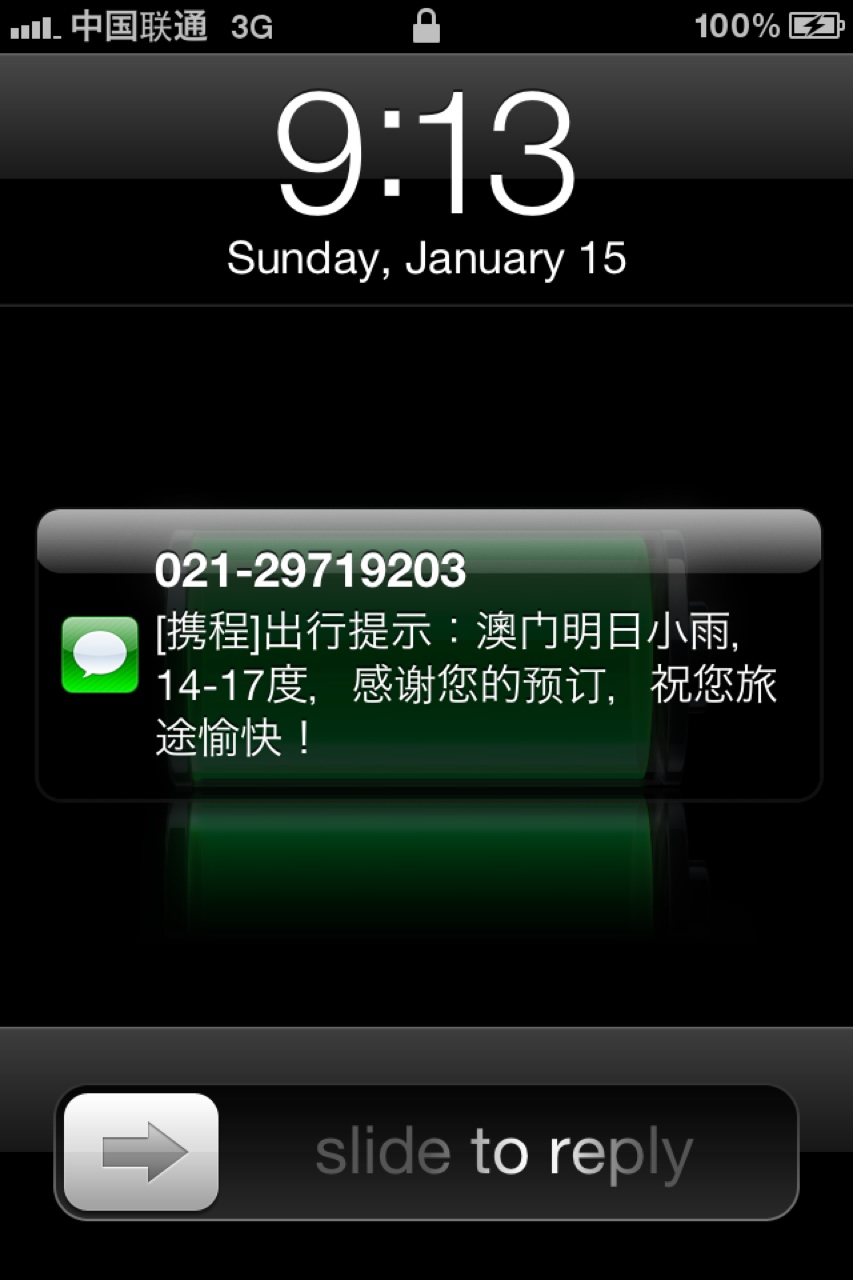 中国联通 3G 100%
9:13
Sunday, January 15
021-29719203
[携程]出行提示：澳门明日小雨,
14-17度, 感谢您的预订, 祝您旅
途愉快！
slide to reply